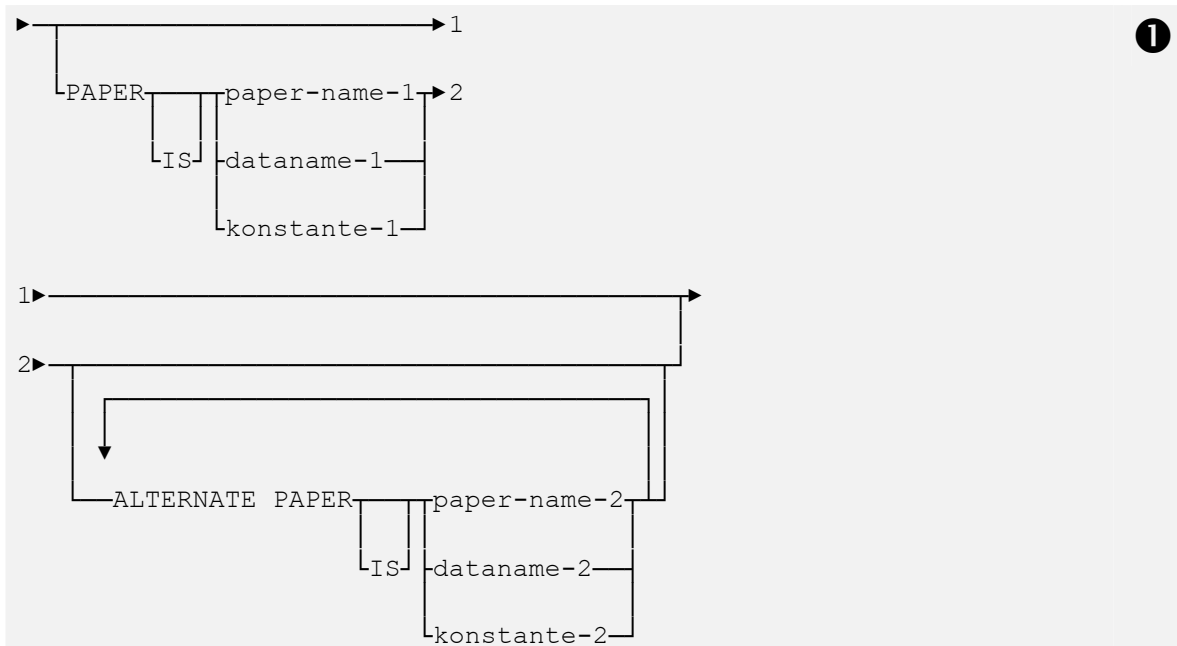 1 ❶
PAPER paper-name-1 2
IS dataname-1
konstante-1
1
2
ALTERNATE PAPER paper-name-2
IS dataname-2
konstante-2